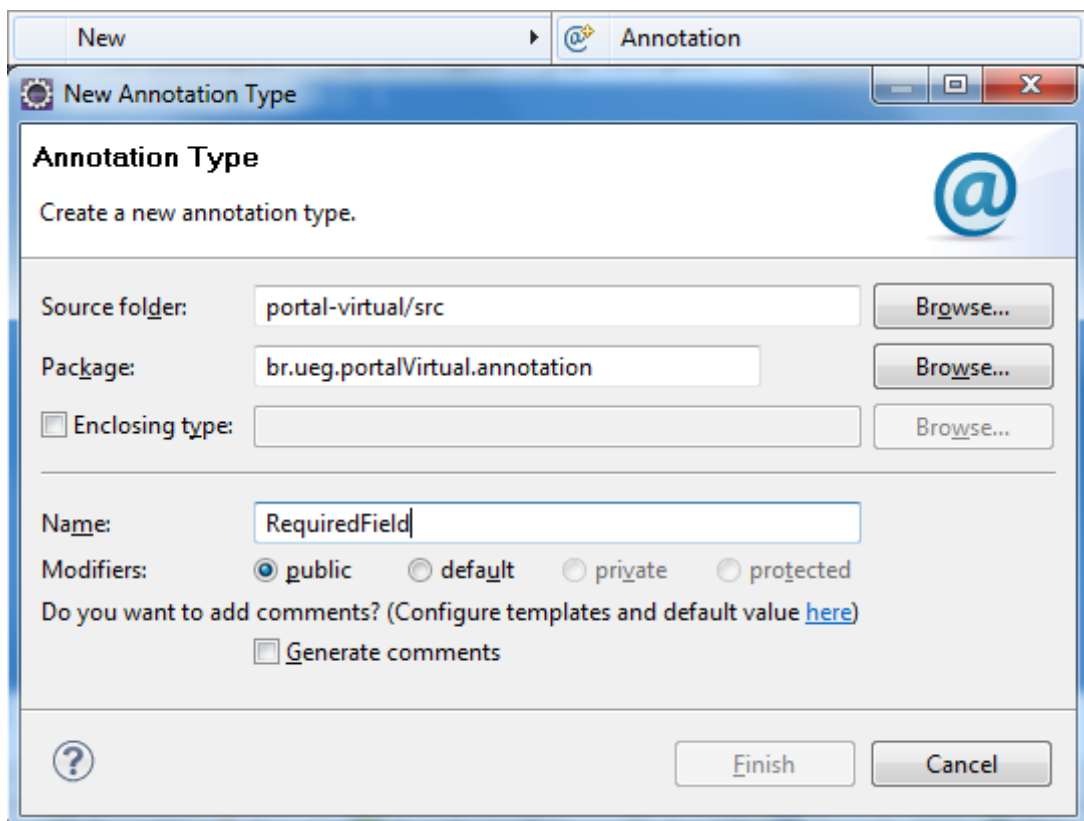 New Annotation
New Annotation Type
Annotation Type
Create a new annotation type.
Source folder: portal-virtual/src Browse...
Package: br.ueg.portalVirtual.annotation Browse...
Enclosing type: Browse...
Name: RequiredField
Modifiers: public default private protected
Do you want to add comments? (Configure templates and default value here)
Generate comments
Finish Cancel